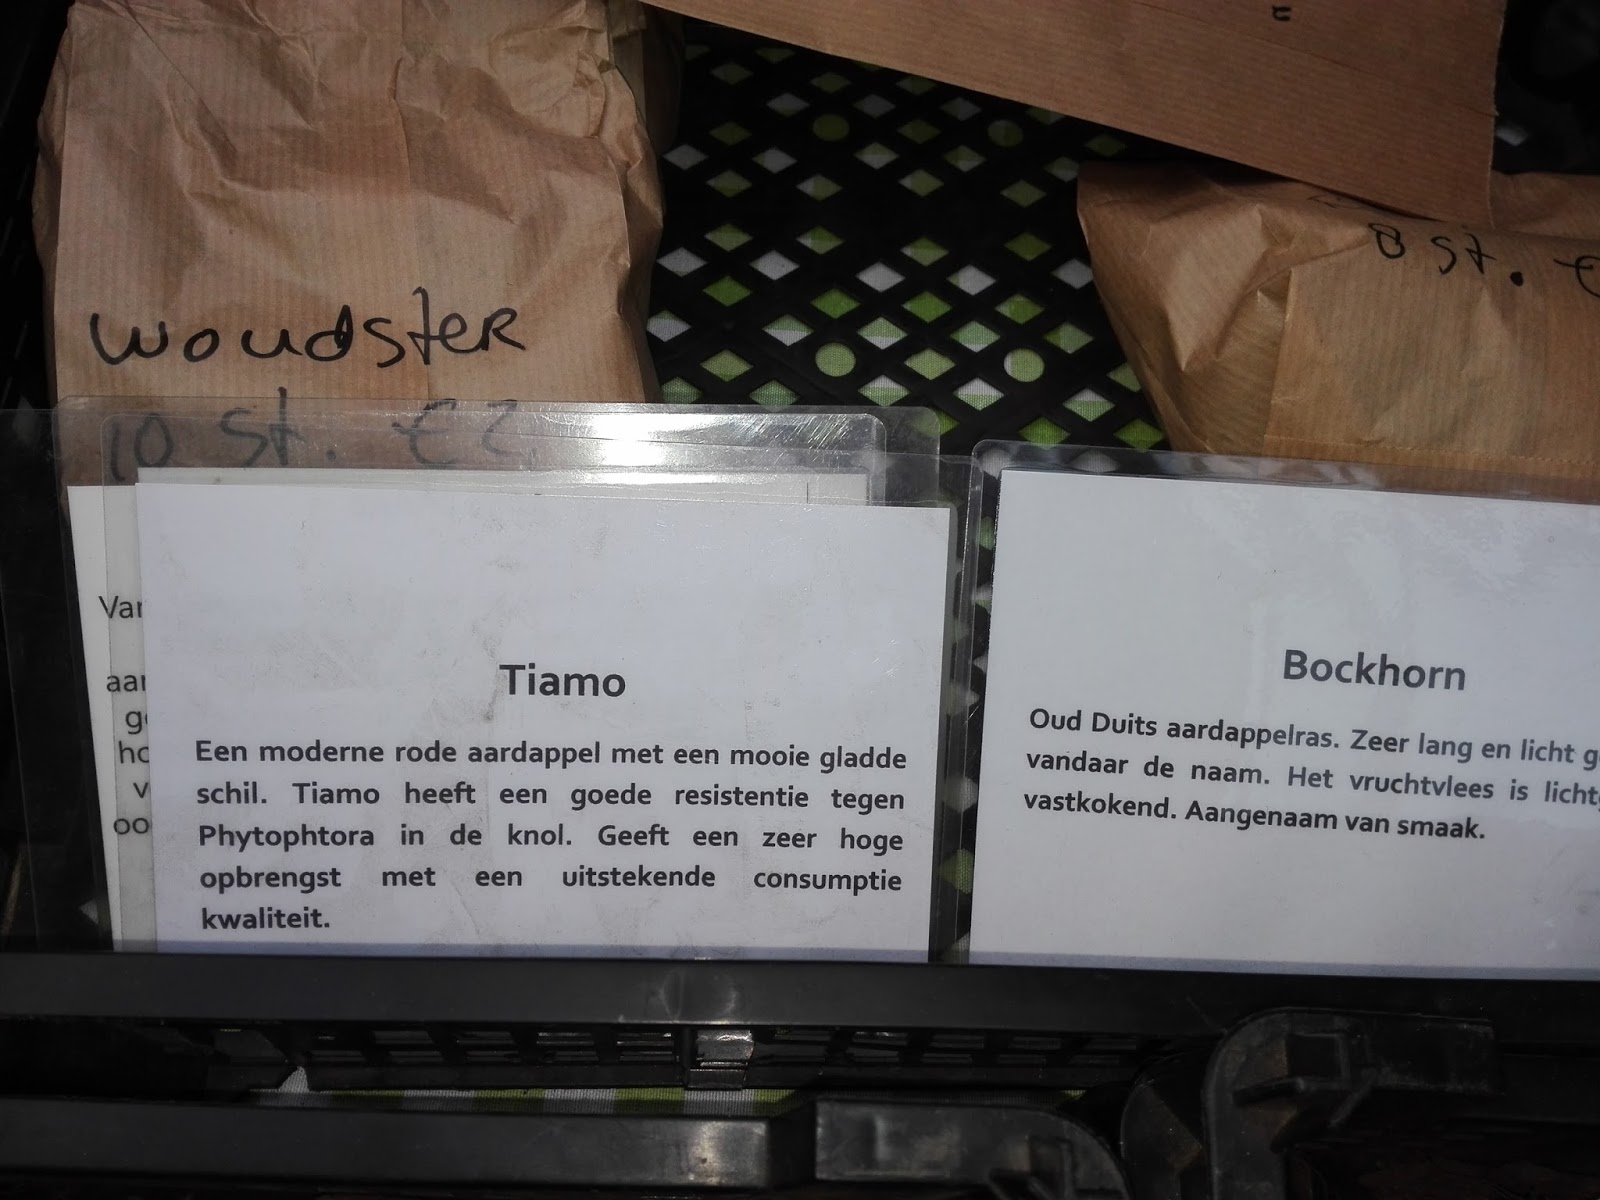 woudster
10 st. €2,
8 st. €
Van
Tiamo
Een moderne rode aardappel met een mooie gladde
schil. Tiamo heeft een goede resistentie tegen
Phytophtora in de knol. Geeft een zeer hoge
opbrengst met een uitstekende consumptie
kwaliteit.
Bockhorn
Oud Duits aardappelras. Zeer lang en licht
vandaar de naam. Het vruchtvlees is
vastkokend. Aangenaam van smaak.